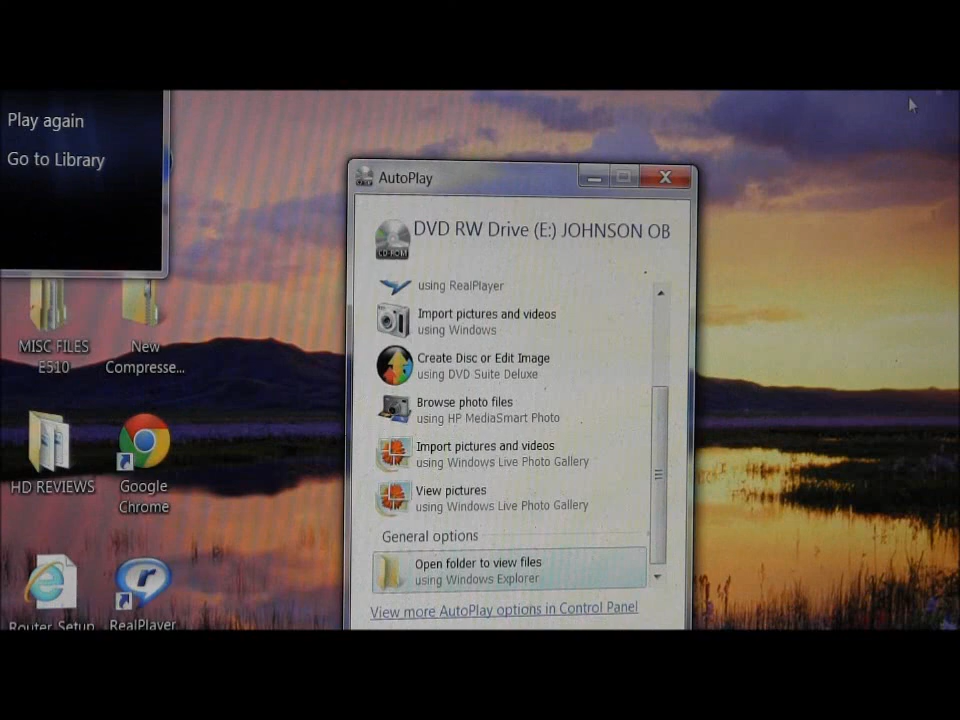 Play again
Go to Library
AutoPlay
DVD RW Drive (E:) JOHNSON OB
CD-ROM
using RealPlayer
Import pictures and videos
using Windows
Create Disc or Edit Image
using DVD Suite Deluxe
Browse photo files
using HP MediaSmart Photo
Import pictures and videos
using Windows Live Photo Gallery
View pictures
using Windows Live Photo Gallery
General options
Open folder to view files
using Windows Explorer
View more AutoPlay options in Control Panel
MISC FILES
E510
New
Compresse...
HD REVIEWS
Google
Chrome
Router Setup
RealPlayer